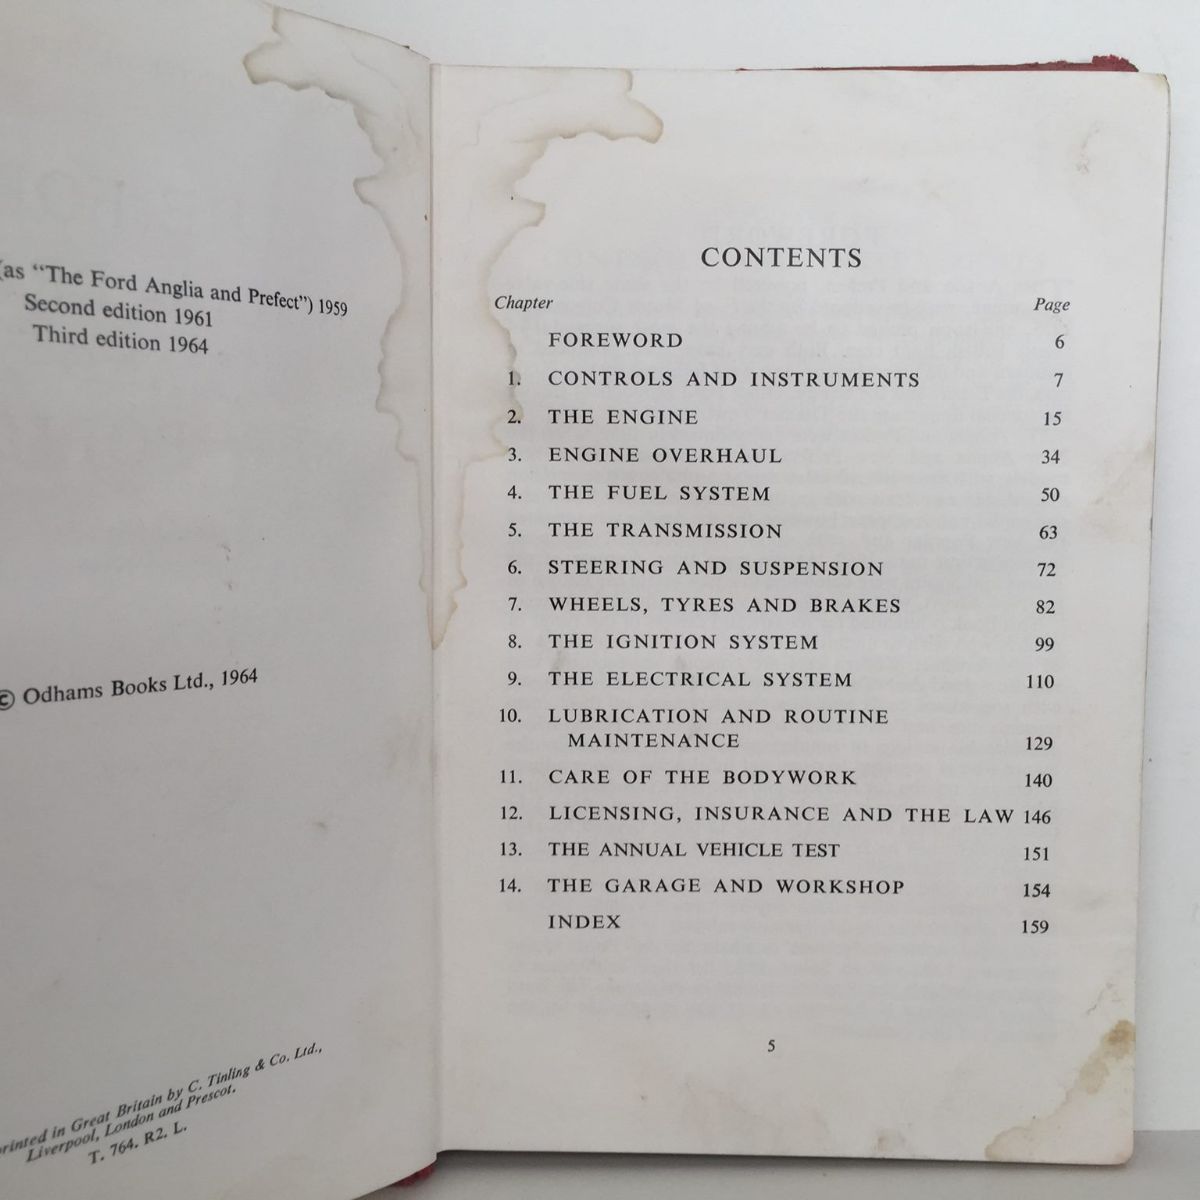 (as "The Ford Anglia and Prefect") 1959
Second edition 1961
Third edition 1964
© Odhams Books Ltd., 1964
printed in Great Britain by C. Tinling & Co. Ltd.,
Liverpool, London and Prescot.
T. 764. R2. L.
CONTENTS
Chapter Page
FOREWORD 6
1. CONTROLS AND INSTRUMENTS 7
2. THE ENGINE 15
3. ENGINE OVERHAUL 34
4. THE FUEL SYSTEM 50
5. THE TRANSMISSION 63
6. STEERING AND SUSPENSION 72
7. WHEELS, TYRES AND BRAKES 82
8. THE IGNITION SYSTEM 99
9. THE ELECTRICAL SYSTEM 110
10. LUBRICATION AND ROUTINE
MAINTENANCE 129
11. CARE OF THE BODYWORK 140
12. LICENSING, INSURANCE AND THE LAW 146
13. THE ANNUAL VEHICLE TEST 151
14. THE GARAGE AND WORKSHOP 154
INDEX 159
5